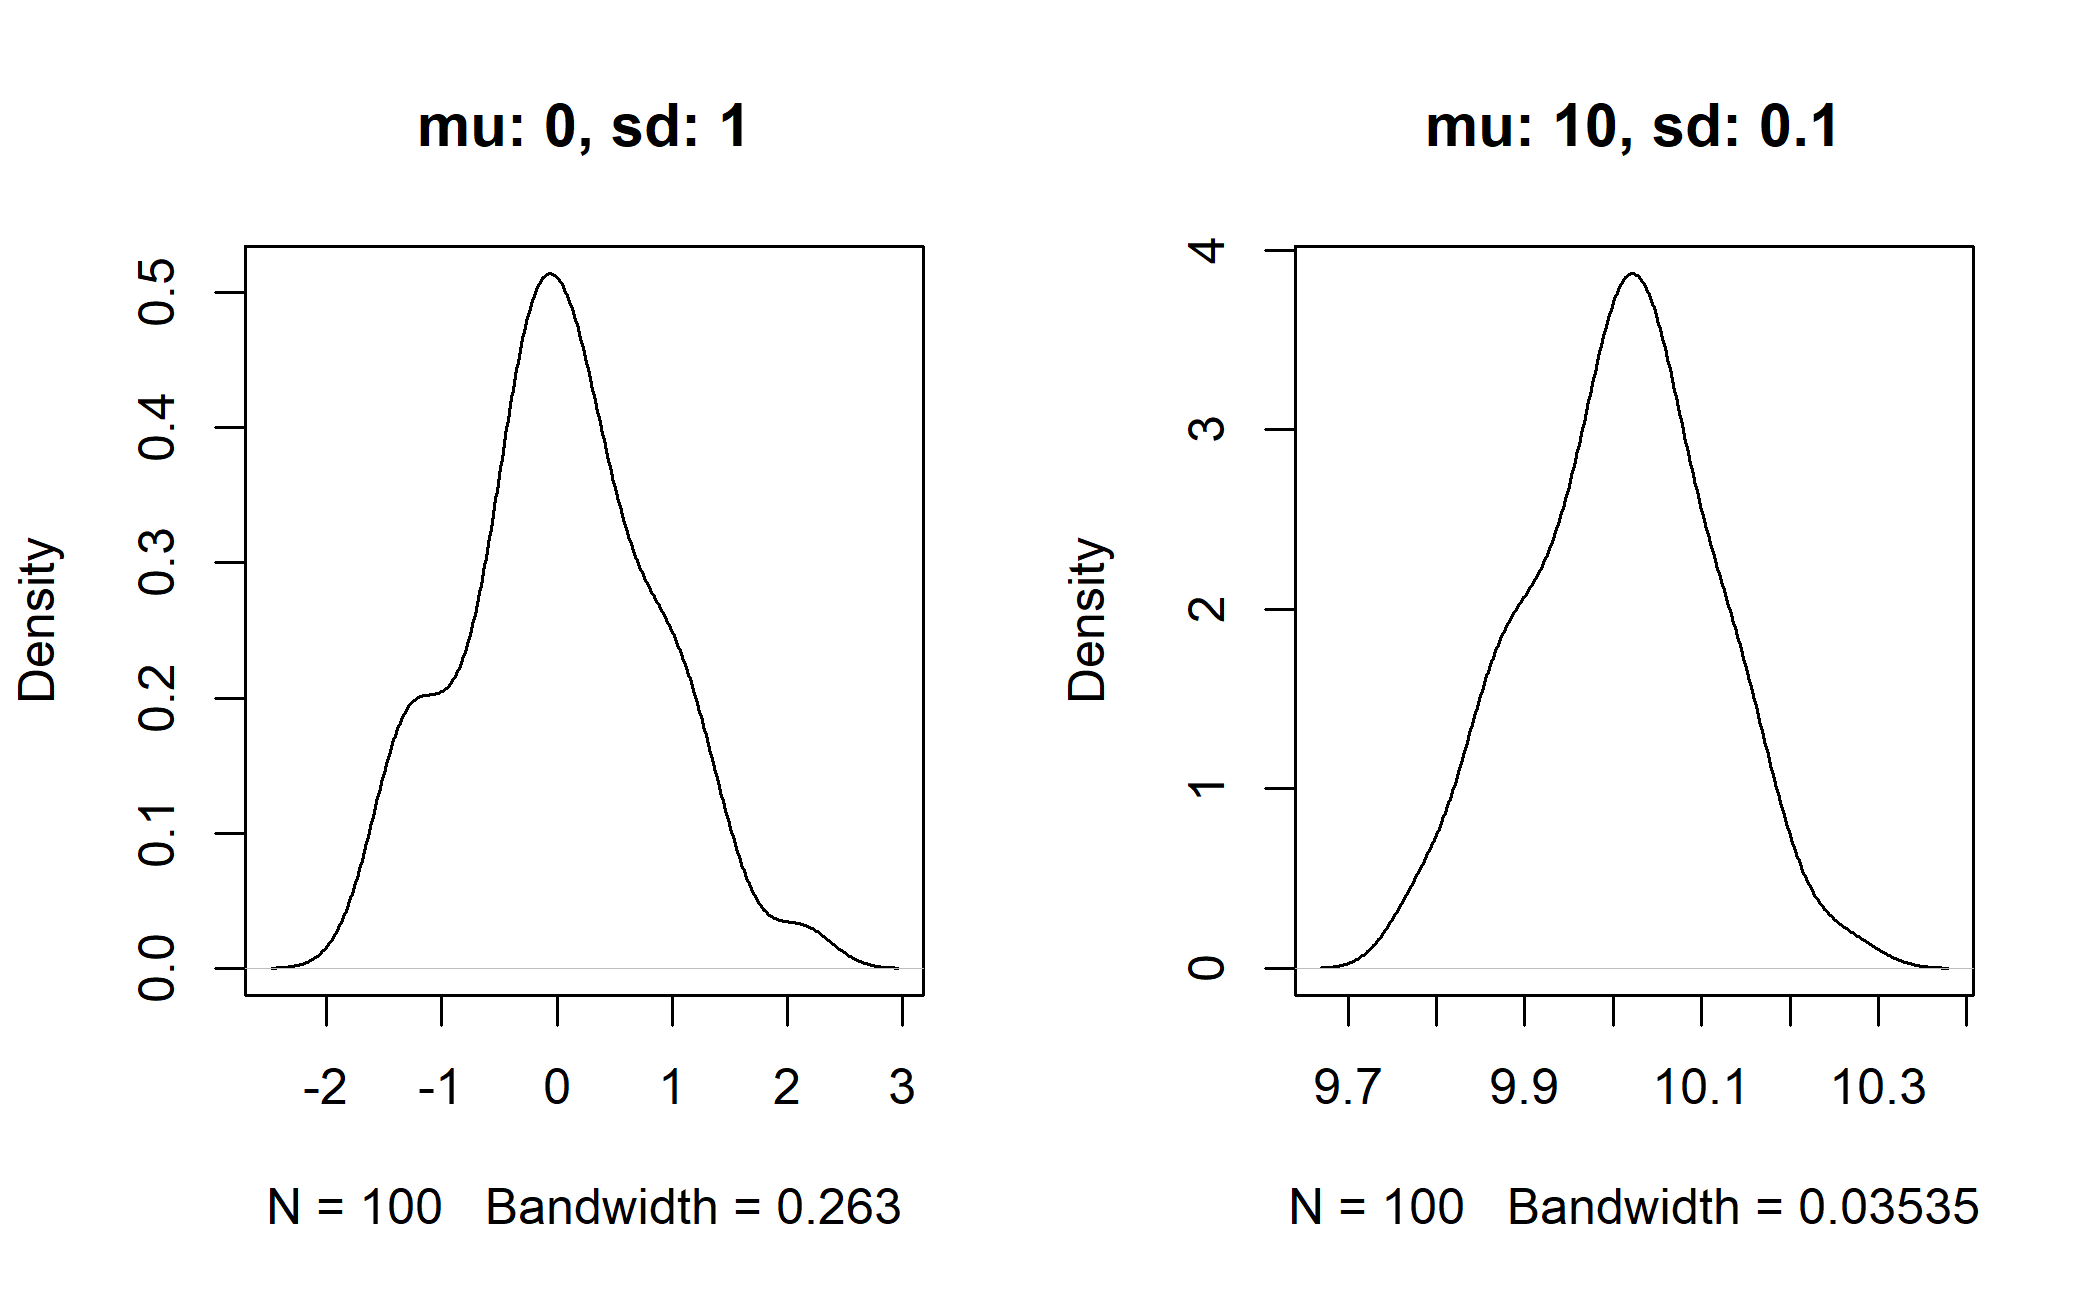 mu: 0, sd: 1
Density
0.5
0.4
0.3
0.2
0.1
0.0
-2 -1 0 1 2 3
N = 100 Bandwidth = 0.263
mu: 10, sd: 0.1
Density
4
3
2
1
0
9.7 9.9 10.1 10.3
N = 100 Bandwidth = 0.03535